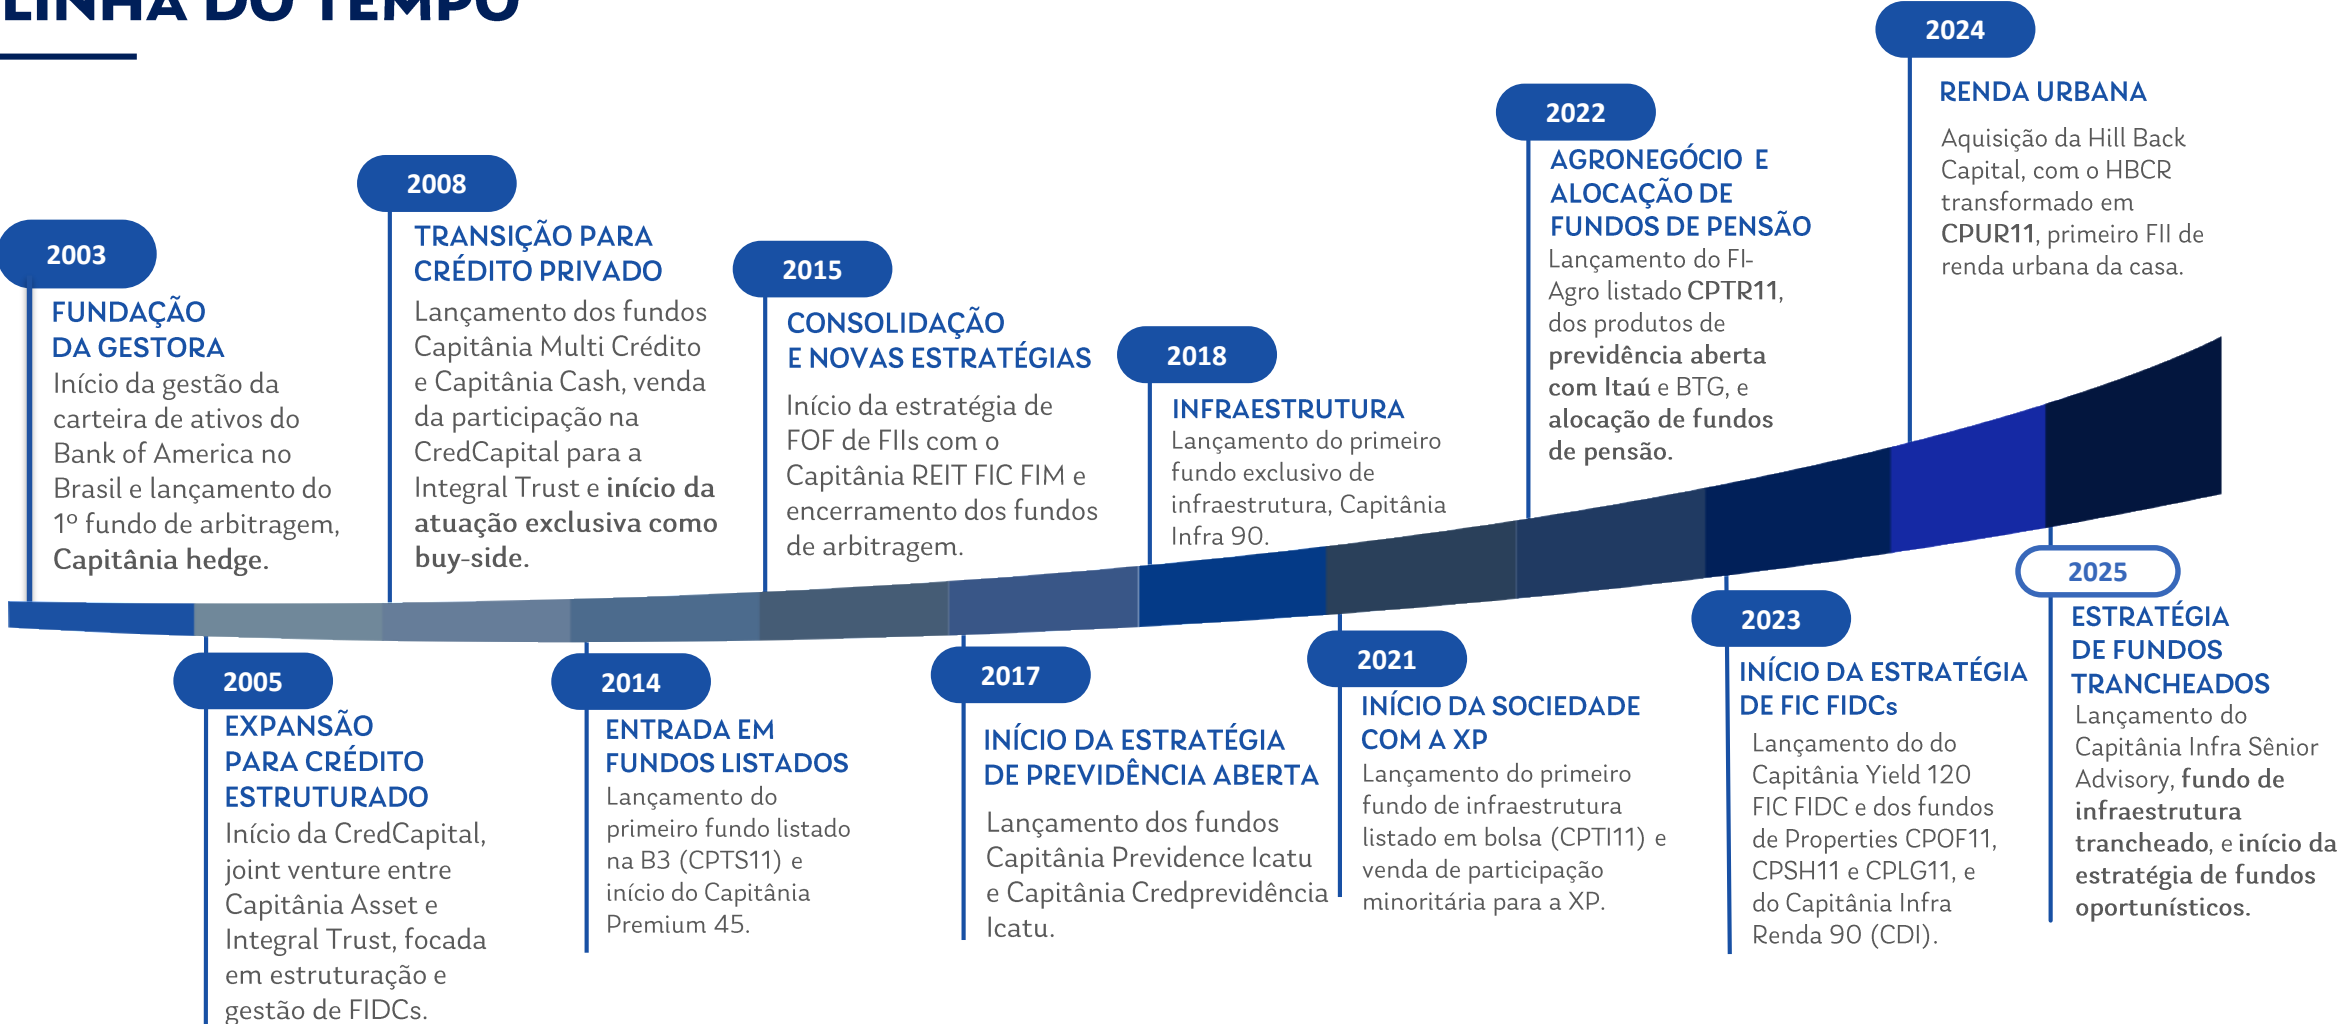 LINHA DO TEMPO
2003
FUNDAÇÃO
DA GESTORA
Início da gestão da
carteira de ativos do
Bank of America no
Brasil e lançamento do
1º fundo de arbitragem,
Capitânia hedge.
2005
EXPANSÃO
PARA CRÉDITO
ESTRUTURADO
Início da CredCapital,
joint venture entre
Capitânia Asset e
Integral Trust, focada
em estruturação e
gestão de FIDCs.
2008
TRANSIÇÃO PARA
CRÉDITO PRIVADO
Lançamento dos fundos
Capitânia Multi Crédito
e Capitânia Cash, venda
da participação na
CredCapital para a
Integral Trust e início da
atuação exclusiva como
buy-side.
2014
ENTRADA EM
FUNDOS LISTADOS
Lançamento do
primeiro fundo listado
na B3 (CPTS11) e
início do Capitânia
Premium 45.
2015
CONSOLIDAÇÃO
E NOVAS ESTRATÉGIAS
Início da estratégia de
FOF de FIIs com o
Capitânia REIT FIC FIM e
encerramento dos fundos
de arbitragem.
2017
INÍCIO DA ESTRATÉGIA
DE PREVIDÊNCIA ABERTA
Lançamento dos fundos
Capitânia Previdence Icatu
e Capitânia Credprevidência
Icatu.
2018
INFRAESTRUTURA
Lançamento do primeiro
fundo exclusivo de
infraestrutura, Capitânia
Infra 90.
2021
INÍCIO DA SOCIEDADE
COM A XP
Lançamento do primeiro
fundo de infraestrutura
listado em bolsa (CPTI11) e
venda de participação
minoritária para a XP.
2022
AGRONEGÓCIO E
ALOCAÇÃO DE
FUNDOS DE PENSÃO
Lançamento do FI-
Agro listado CPTR11,
dos produtos de
previdência aberta
com Itaú e BTG, e
alocação de fundos
de pensão.
2023
INÍCIO DA ESTRATÉGIA
DE FIC FIDCs
Lançamento do do
Capitânia Yield 120
FIC FIDC e dos fundos
de Properties CPOF11,
CPSH11 e CPLG11, e
do Capitânia Infra
Renda 90 (CDI).
2024
RENDA URBANA
Aquisição da Hill Back
Capital, com o HBCR
transformado em
CPUR11, primeiro FII de
renda urbana da casa.
2025
ESTRATÉGIA
DE FUNDOS
TRANCHEADOS
Lançamento do
Capitânia Infra Sênior
Advisory, fundo de
infraestrutura
trancheado, e início da
estratégia de fundos
oportunísticos.